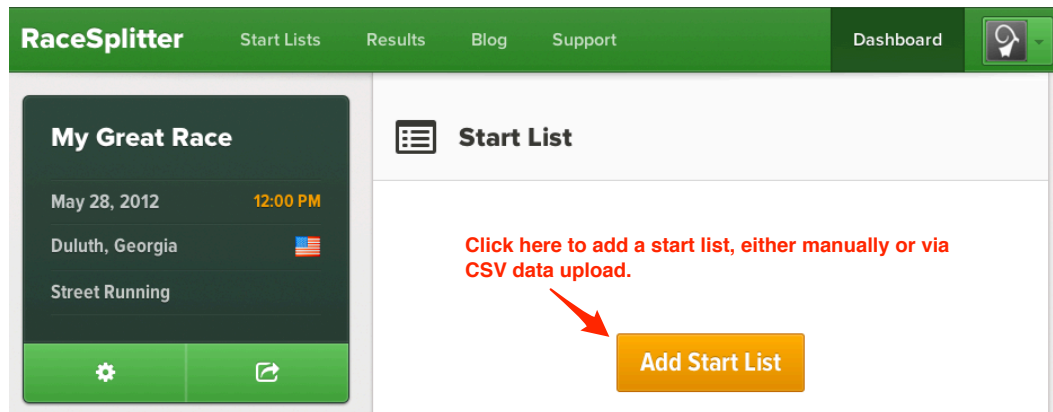 RaceSplitter Start Lists Results Blog Support Dashboard
My Great Race
May 28, 2012 12:00 PM
Duluth, Georgia
Street Running
Start List
Click here to add a start list, either manually or via
CSV data upload.
Add Start List